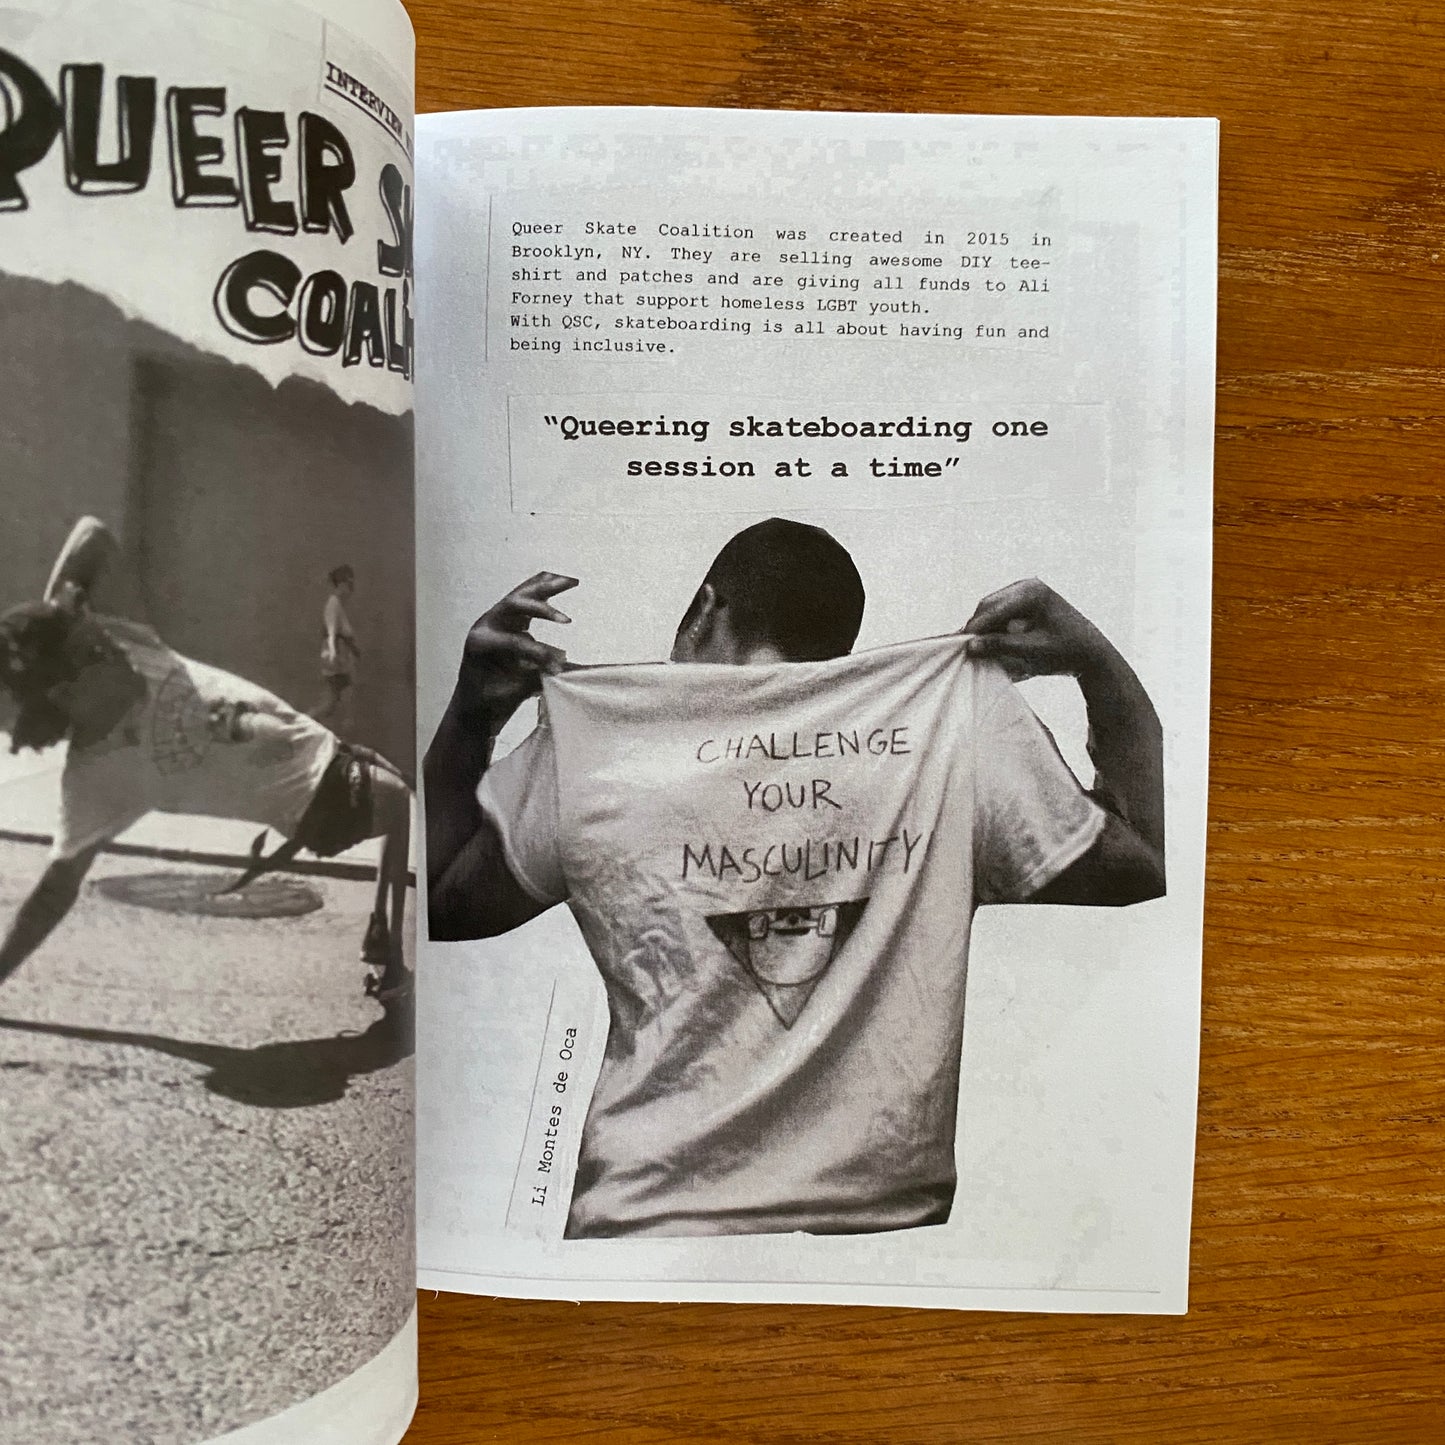 INTERVIEW
QUEER
COALI
Queer Skate Coalition was created in 2015 in
Brooklyn, NY. They are selling awesome DIY tee-
shirt and patches and are giving all funds to Ali
Forney that support homeless LGBT youth.
With QSC, skateboarding is all about having fun and
being inclusive.
“Queering skateboarding one
session at a time”
CHALLENGE
YOUR
MASCULINITY
Li Montes de Oca